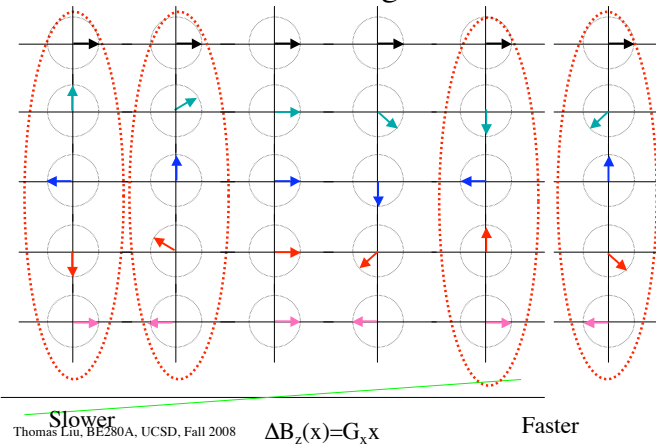 Slower
Thomas Liu, BE280A, UCSD, Fall 2008
ΔB_z(x)=G_xx
Faster